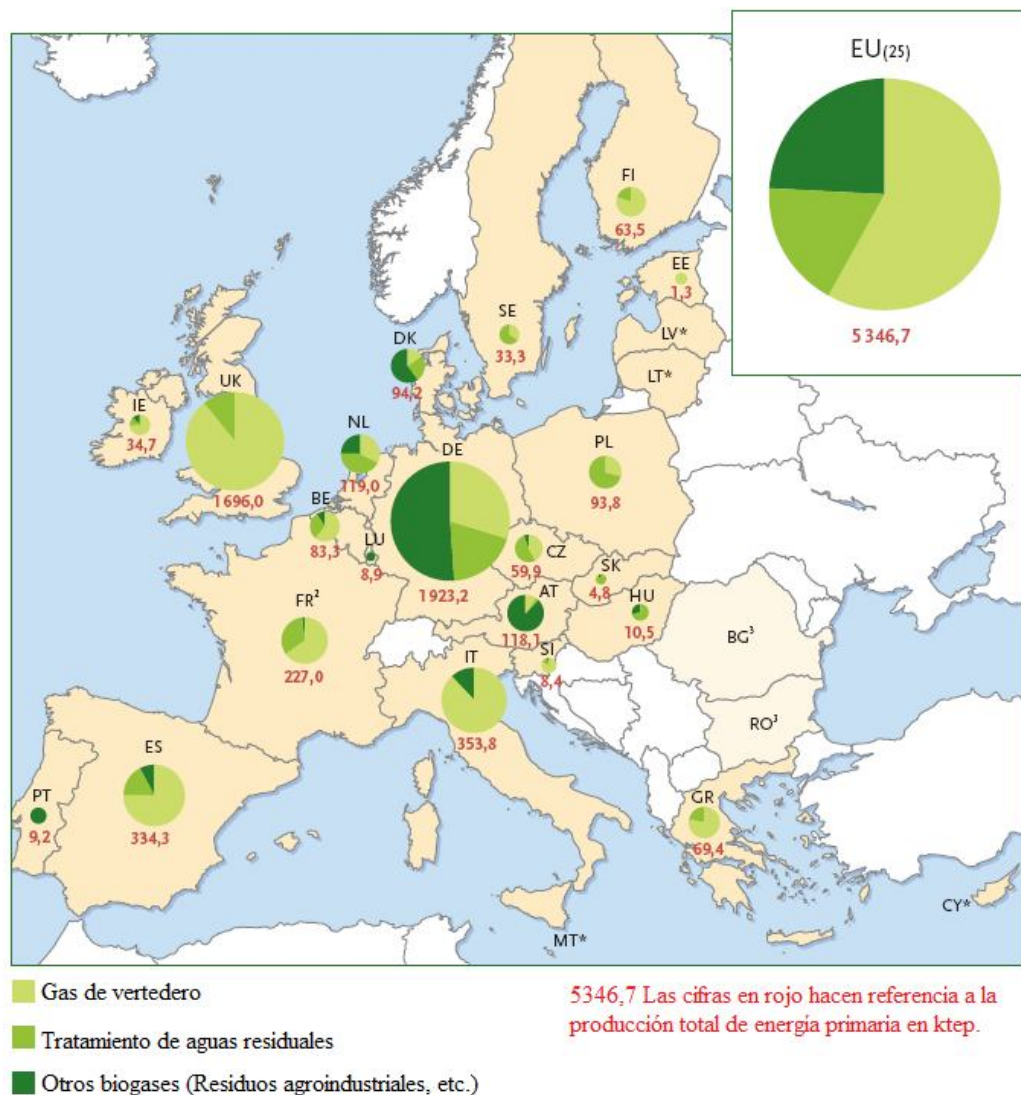 EU(25)
5 346,7
FI
63,5
EE
1,3
SE
33,3
LV*
LT*
DK
94,2
UK
1 696,0
IE
34,7
NL
119,0
DE
1 923,2
PL
93,8
BE
83,3
LU
8,9
CZ
59,9
SK
4,8
AT
118,1
HU
10,5
FR²
227,0
SI
8,4
BG³
IT
353,8
RO³
ES
334,3
PT
9,2
GR
69,4
CY*
MT*
Gas de vertedero
Tratamiento de aguas residuales
Otros biogases (Residuos agroindustriales, etc.)
5346,7 Las cifras en rojo hacen referencia a la
producción total de energía primaria en ktep.